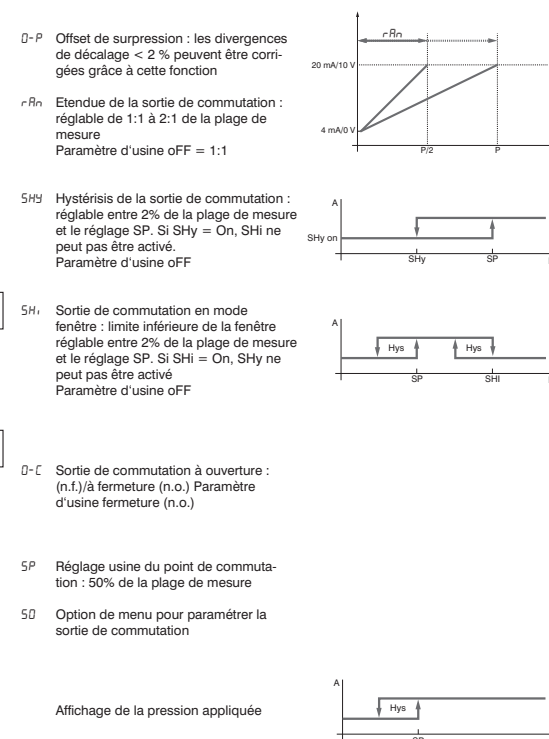 O-P Offset de surpression : les divergences
de décalage < 2 % peuvent être corri-
gées grâce à cette fonction
rAn
20 mA/10 V
4 mA/0 V
P/2 P
rAn Etendue de la sortie de commutation :
réglable de 1:1 à 2:1 de la plage de
mesure
Paramètre d'usine oFF = 1:1
SHY Hystérisis de la sortie de commutation :
réglable entre 2% de la plage de mesure
et le réglage SP. Si SHy = On, SHi ne
peut pas être activé.
Paramètre d'usine oFF
A
SHy on
SHy SP
SHi Sortie de commutation en mode
fenêtre : limite inférieure de la fenêtre
réglable entre 2% de la plage de mesure
et le réglage SP. Si SHi = On, SHy ne
peut pas être activé
Paramètre d'usine oFF
A
Hys Hys
SP SHI
O-C Sortie de commutation à ouverture :
(n.f.)/à fermeture (n.o.) Paramètre
d'usine fermeture (n.o.)
SP Réglage usine du point de commuta-
tion : 50% de la plage de mesure
SO Option de menu pour paramétrer la
sortie de commutation
Affichage de la pression appliquée
A
Hys
SP